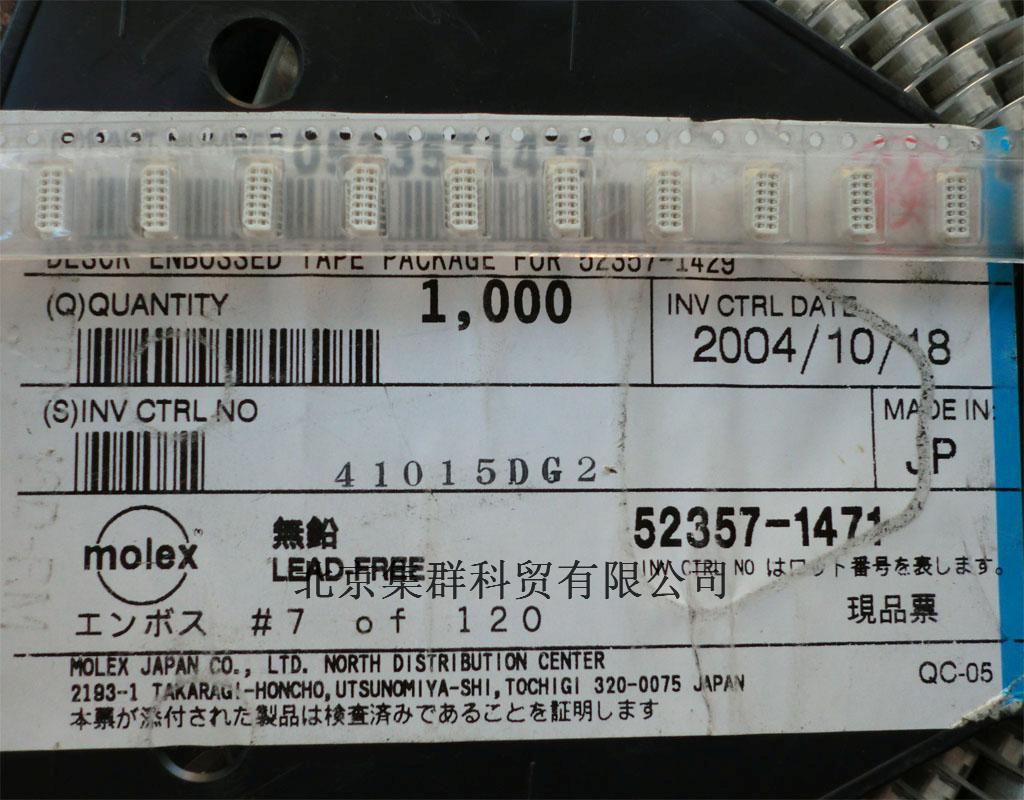 DESCR ENBOSSED TAPE PACKAGE FOR 52357-1429
(Q)QUANTITY 1,000
INV CTRL DATE
2004/10/18
(S)INV CTRL NO
41015DG2
MADE IN:
JP
molex
無鉛
LEAD-FREE
52357-1471
INV CTRL NO はロット番号を表します。
北京集群科贸有限公司
エンボス #7 of 120
現品票
MOLEX JAPAN CO., LTD. NORTH DISTRIBUTION CENTER
2193-1 TAKARAGI-HONCHO,UTSUNOMIYA-SHI,TOCHIGI 320-0075 JAPAN
本票が添付された製品は検査済みであることを証明します
QC-05